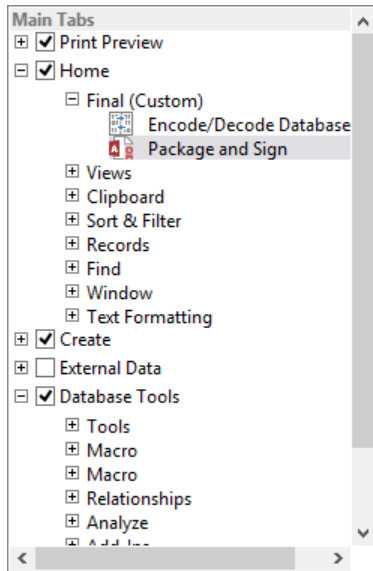 Main Tabs
Print Preview
Home
Final (Custom)
Encode/Decode Database
Package and Sign
Views
Clipboard
Sort & Filter
Records
Find
Window
Text Formatting
Create
External Data
Database Tools
Tools
Macro
Macro
Relationships
Analyze